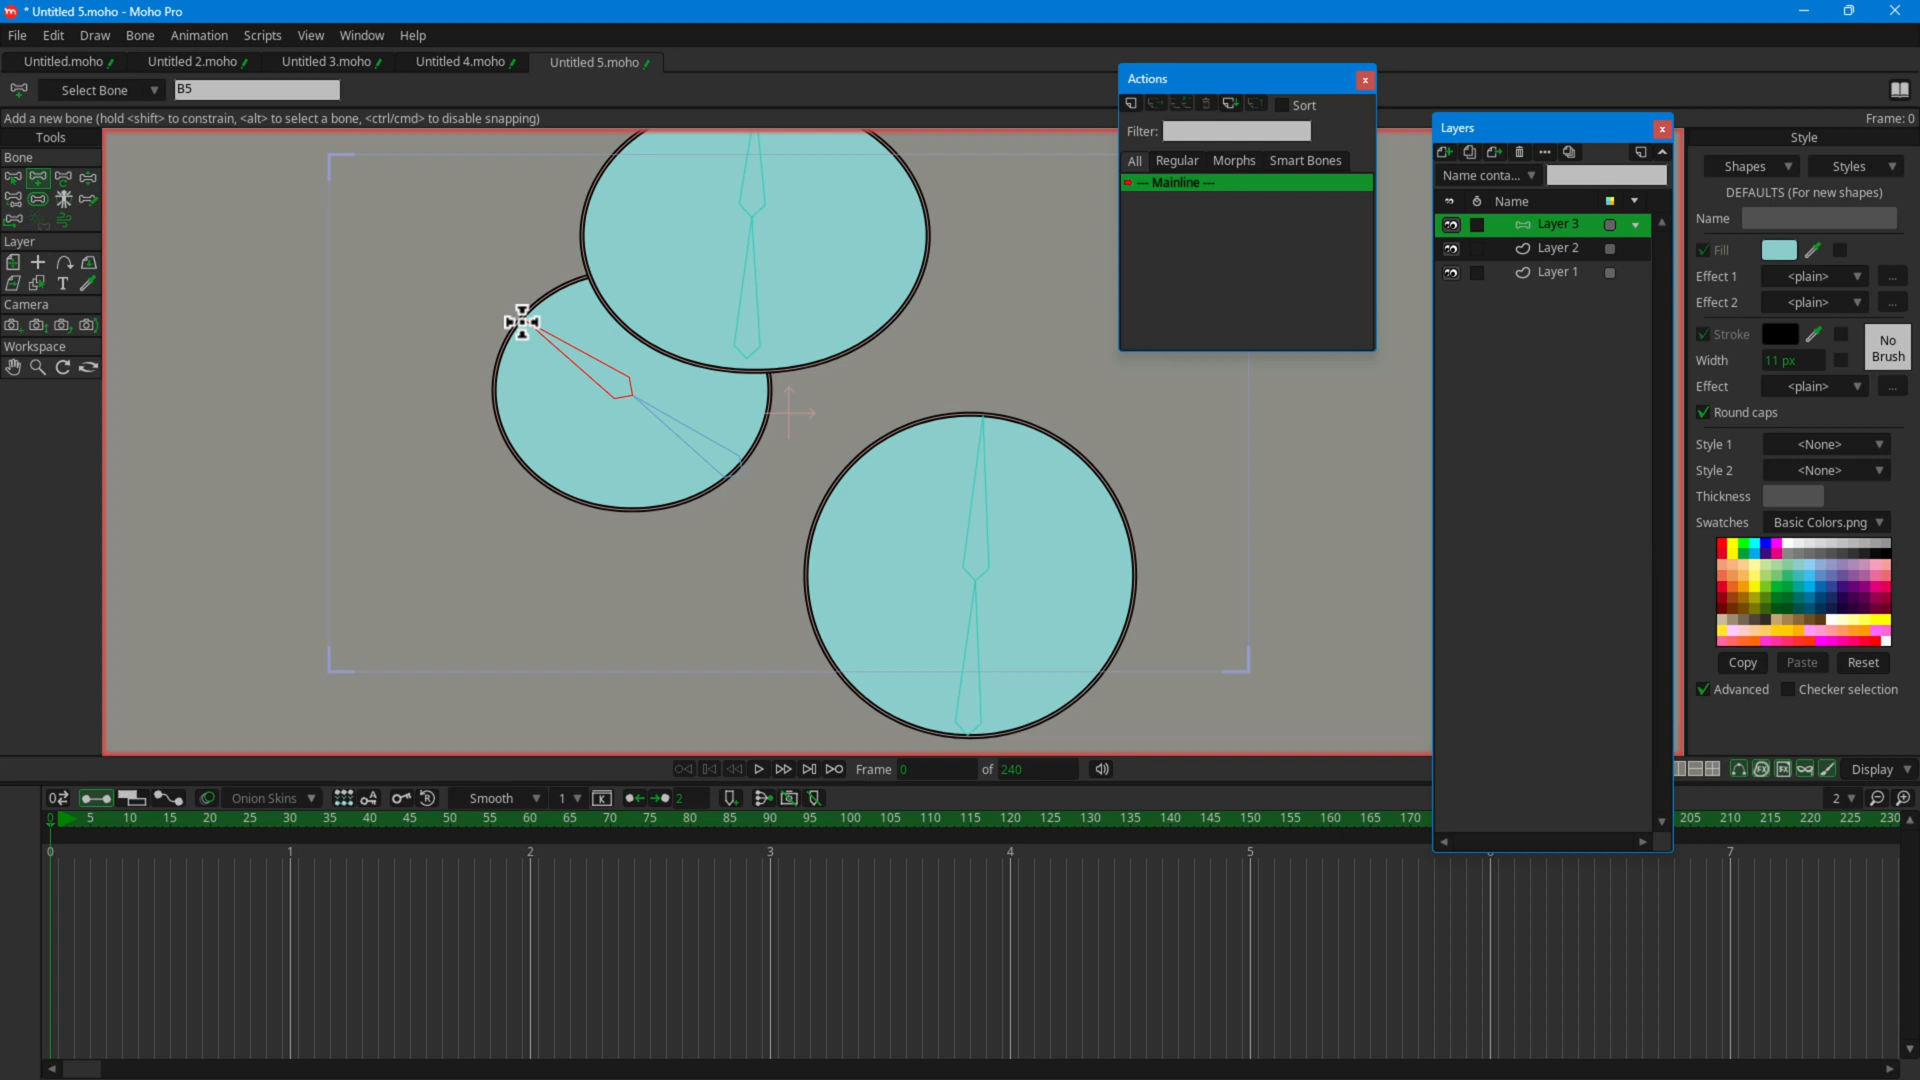 * Untitled 5.moho - Moho Pro
File Edit Draw Bone Animation Scripts View Window Help
Untitled.moho Untitled 2.moho Untitled 3.moho Untitled 4.moho Untitled 5.moho
Select Bone B5
Add a new bone (hold <shift> to constrain, <alt> to select a bone, <ctrl/cmd> to disable snapping) Frame: 0
Tools
Bone
Layer
Camera
Workspace
Actions
Sort
Filter:
All Regular Morphs Smart Bones
--- Mainline ---
Layers
Name conta...
Name
Layer 3
Layer 2
Layer 1
Style
Shapes Styles
DEFAULTS (For new shapes)
Name
Fill
Effect 1 <plain> ...
Effect 2 <plain> ...
Stroke
No Brush
Width 11 px
Effect <plain> ...
Round caps
Style 1 <None>
Style 2 <None>
Thickness
Swatches Basic Colors.png
Copy Paste Reset
Advanced Checker selection
Frame 0 of 240 Display
Onion Skins Smooth 1 2 2
0 5 10 15 20 25 30 35 40 45 50 55 60 65 70 75 80 85 90 95 100 105 110 115 120 125 130 135 140 145 150 155 160 165 170 205 210 215 220 225 230
0 1 2 3 4 5 7